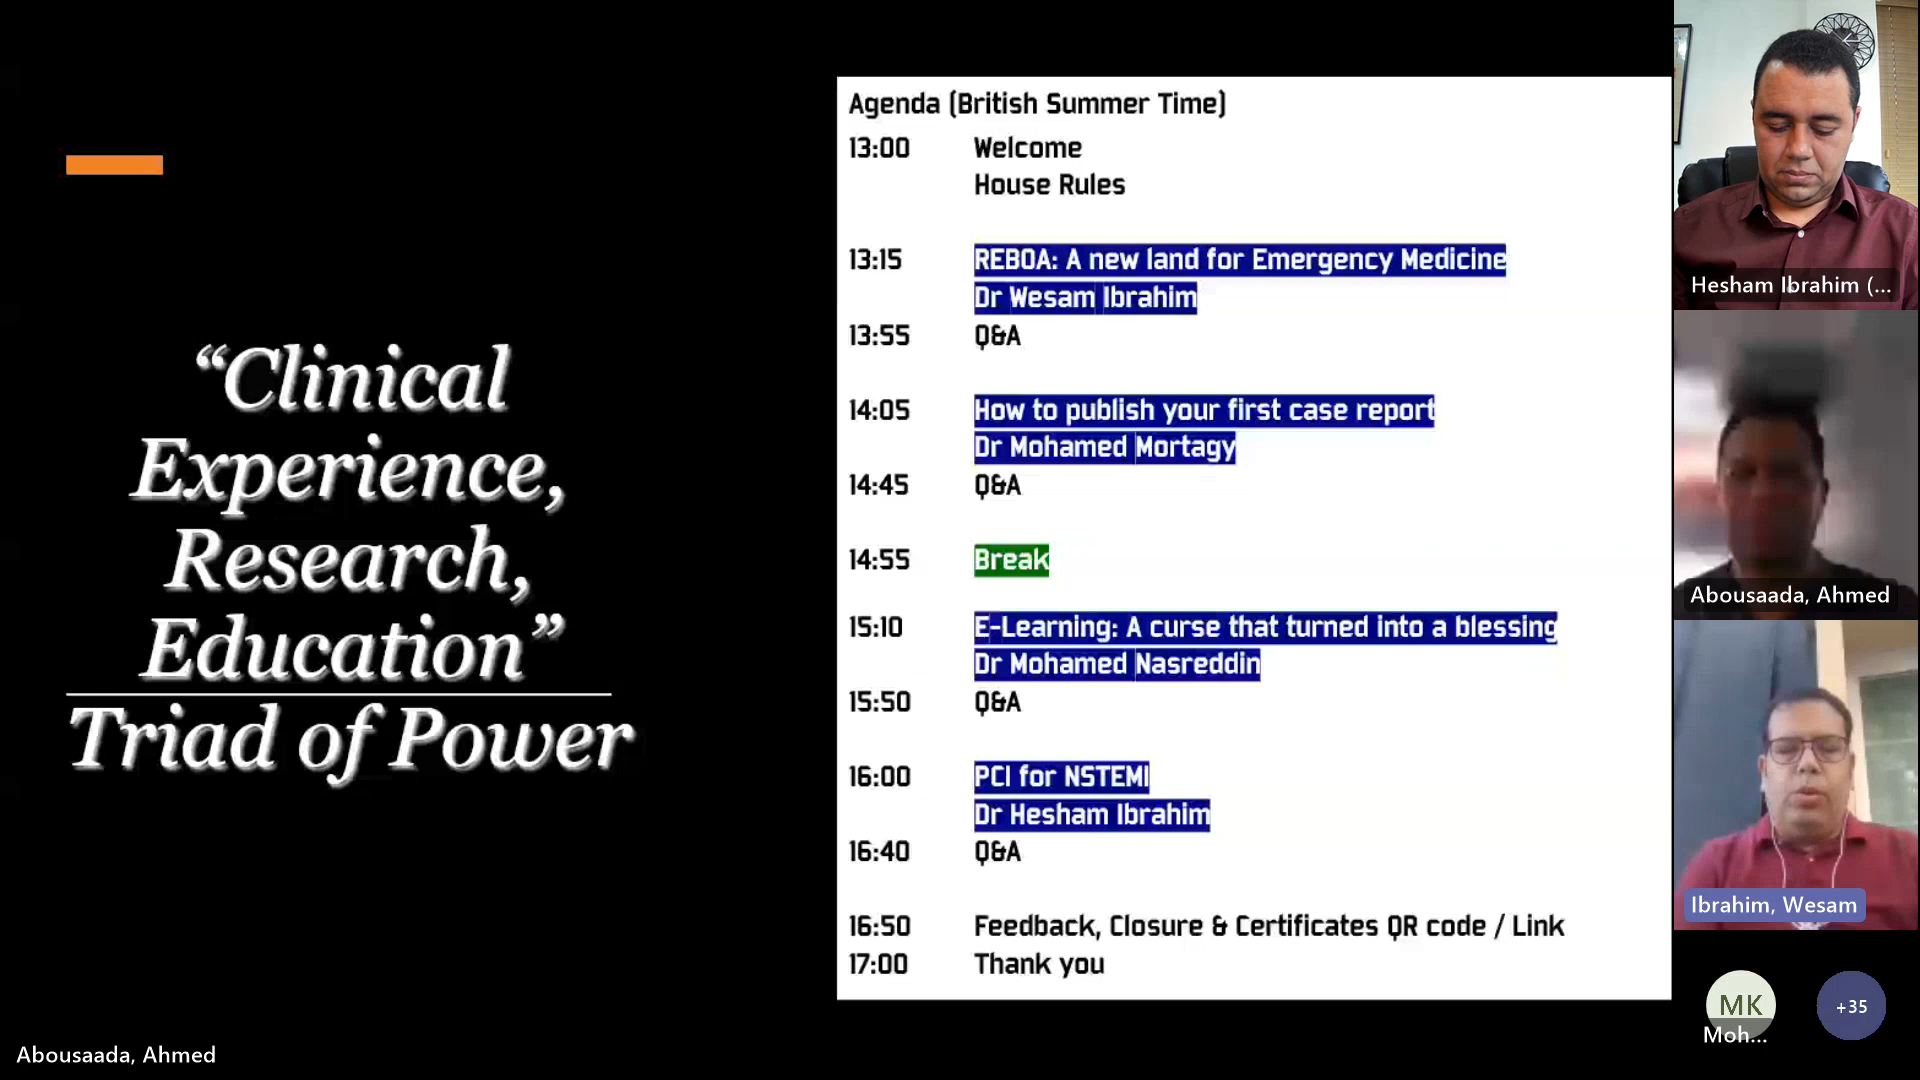 “Clinical
Experience,
Research,
Education”
Triad of Power
Agenda (British Summer Time)
13:00 Welcome
House Rules
13:15 REBOA: A new land for Emergency Medicine
Dr Wesam Ibrahim
13:55 Q&A
14:05 How to publish your first case report
Dr Mohamed Mortagy
14:45 Q&A
14:55 Break
15:10 E-Learning: A curse that turned into a blessing
Dr Mohamed Nasreddin
15:50 Q&A
16:00 PCI for NSTEMI
Dr Hesham Ibrahim
16:40 Q&A
16:50 Feedback, Closure & Certificates QR code / Link
17:00 Thank you
Hesham Ibrahim (...
Abousaada, Ahmed
Ibrahim, Wesam
MK
Moh...
+35
Abousaada, Ahmed